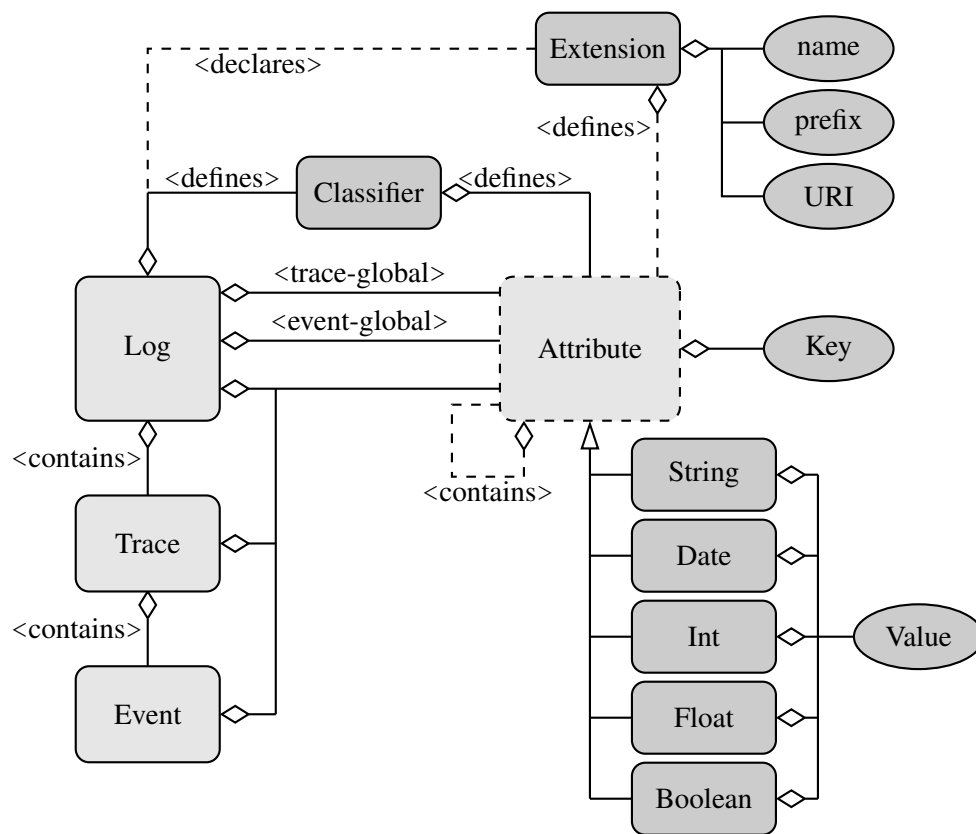 Extension
name
<declares>
prefix
<defines>
<defines>
Classifier
<defines>
URI
<trace-global>
<event-global>
Log
Attribute
Key
<contains>
<contains>
String
Trace
Date
<contains>
Int
Value
Event
Float
Boolean